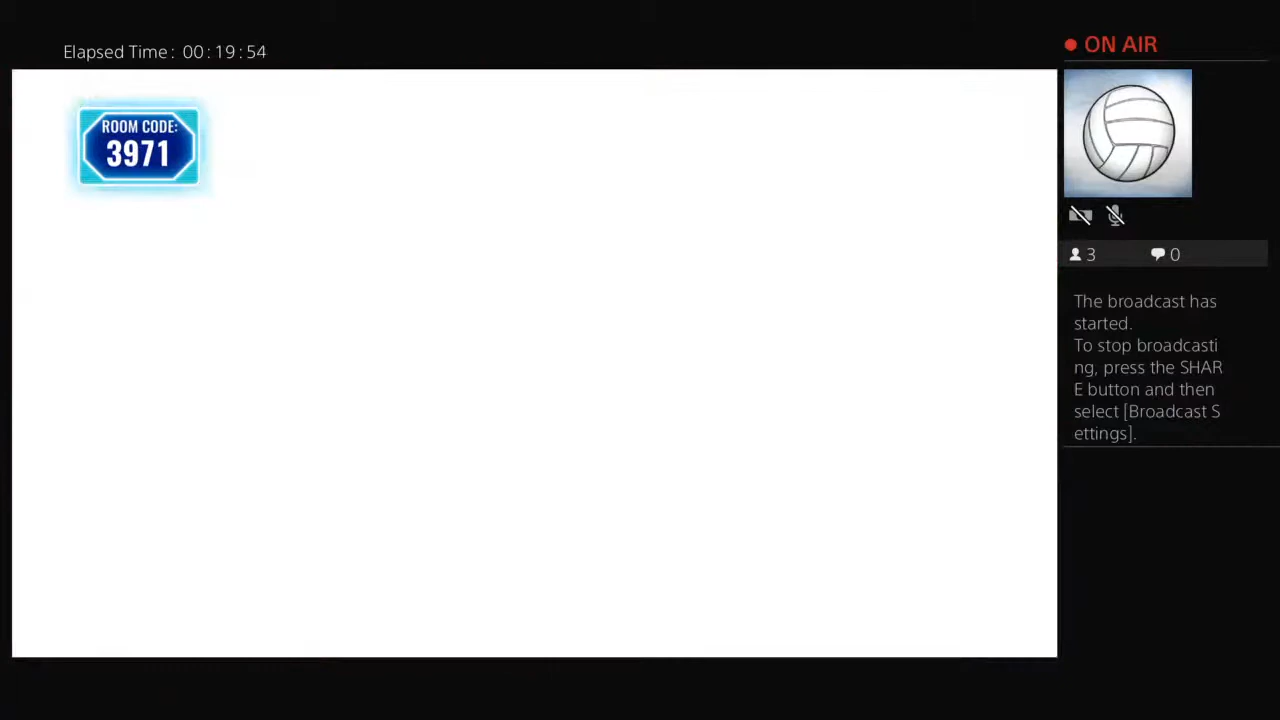 Elapsed Time: 00:19:54
ON AIR
ROOM CODE:
3971
3
0
The broadcast has
started.
To stop broadcasti
ng, press the SHAR
E button and then
select [Broadcast S
ettings].